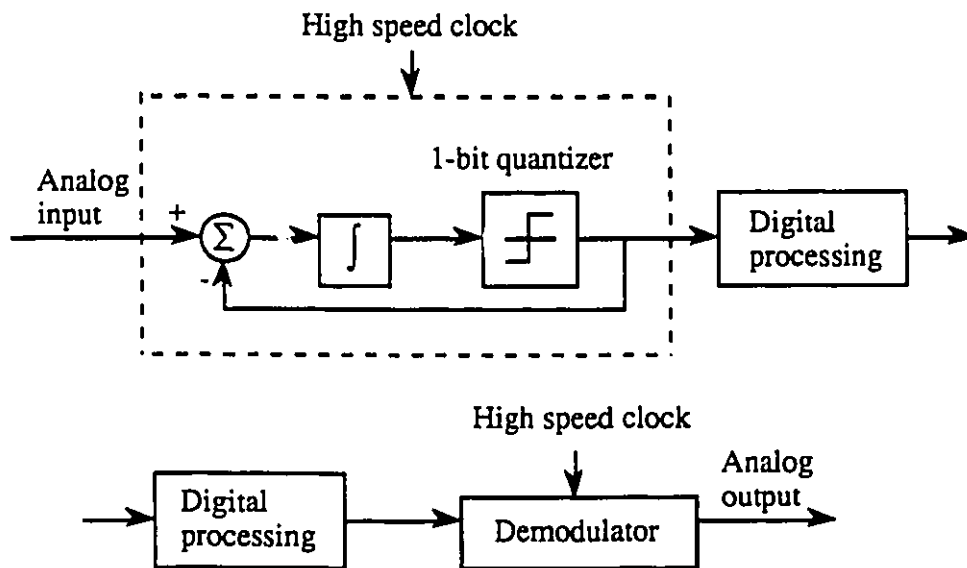 High speed clock
1-bit quantizer
Analog
input
+
Σ
∫
-
Digital
processing
High speed clock
Digital
processing
Demodulator
Analog
output